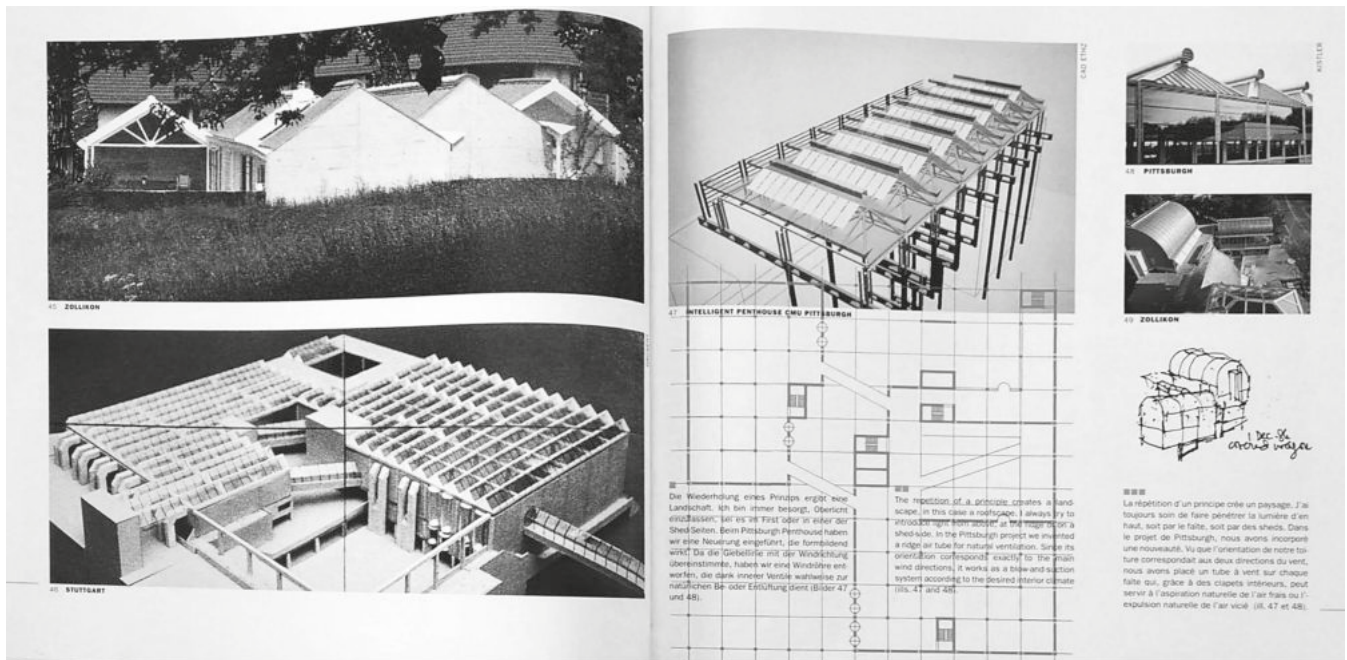 45 ZOLLIKON
46 STUTTGART
CAD ETHZ
47 INTELLIGENT PENTHOUSE CMU PITTSBURGH
Die Wiederholung eines Prinzips ergibt eine
Landschaft. Ich bin immer besorgt, Oberlicht
einzulassen, sei es im First oder in einer der
Shed-Seiten. Beim Pittsburgh Penthouse haben
wir eine Neuerung eingeführt, die formbildend
wirkt. Da die Giebellinie mit der Windrichtung
übereinstimmte, haben wir eine Windröhre ent-
worfen, die dank innerer Ventile wahlweise zur
natürlichen Be- oder Entlüftung dient (Bilder 47
und 48).
The repetition of a principle creates a land-
scape, in this case a roofscape. I always try to
introduce light from above, at the ridge or on a
shed-side. In the Pittsburgh project we invented
a ridge air tube for natural ventilation. Since its
orientation corresponds exactly to the main
wind directions, it works as a blow-and-suction
system according to the desired interior climate
(ills. 47 and 48).
KISTLER
48 PITTSBURGH
49 ZOLLIKON
1 Dec. 84
La répétition d'un principe crée un paysage. J'ai
toujours soin de faire pénétrer la lumière d'en
haut, soit par le faîte, soit par des sheds. Dans
le projet de Pittsburgh, nous avons incorporé
une nouveauté. Vu que l'orientation de notre toi-
ture correspondait aux deux directions du vent,
nous avons placé un tube à vent sur chaque
faîte qui, grâce à des clapets intérieurs, peut
servir à l'aspiration naturelle de l'air frais ou l'-
expulsion naturelle de l'air vicié (ill. 47 et 48).